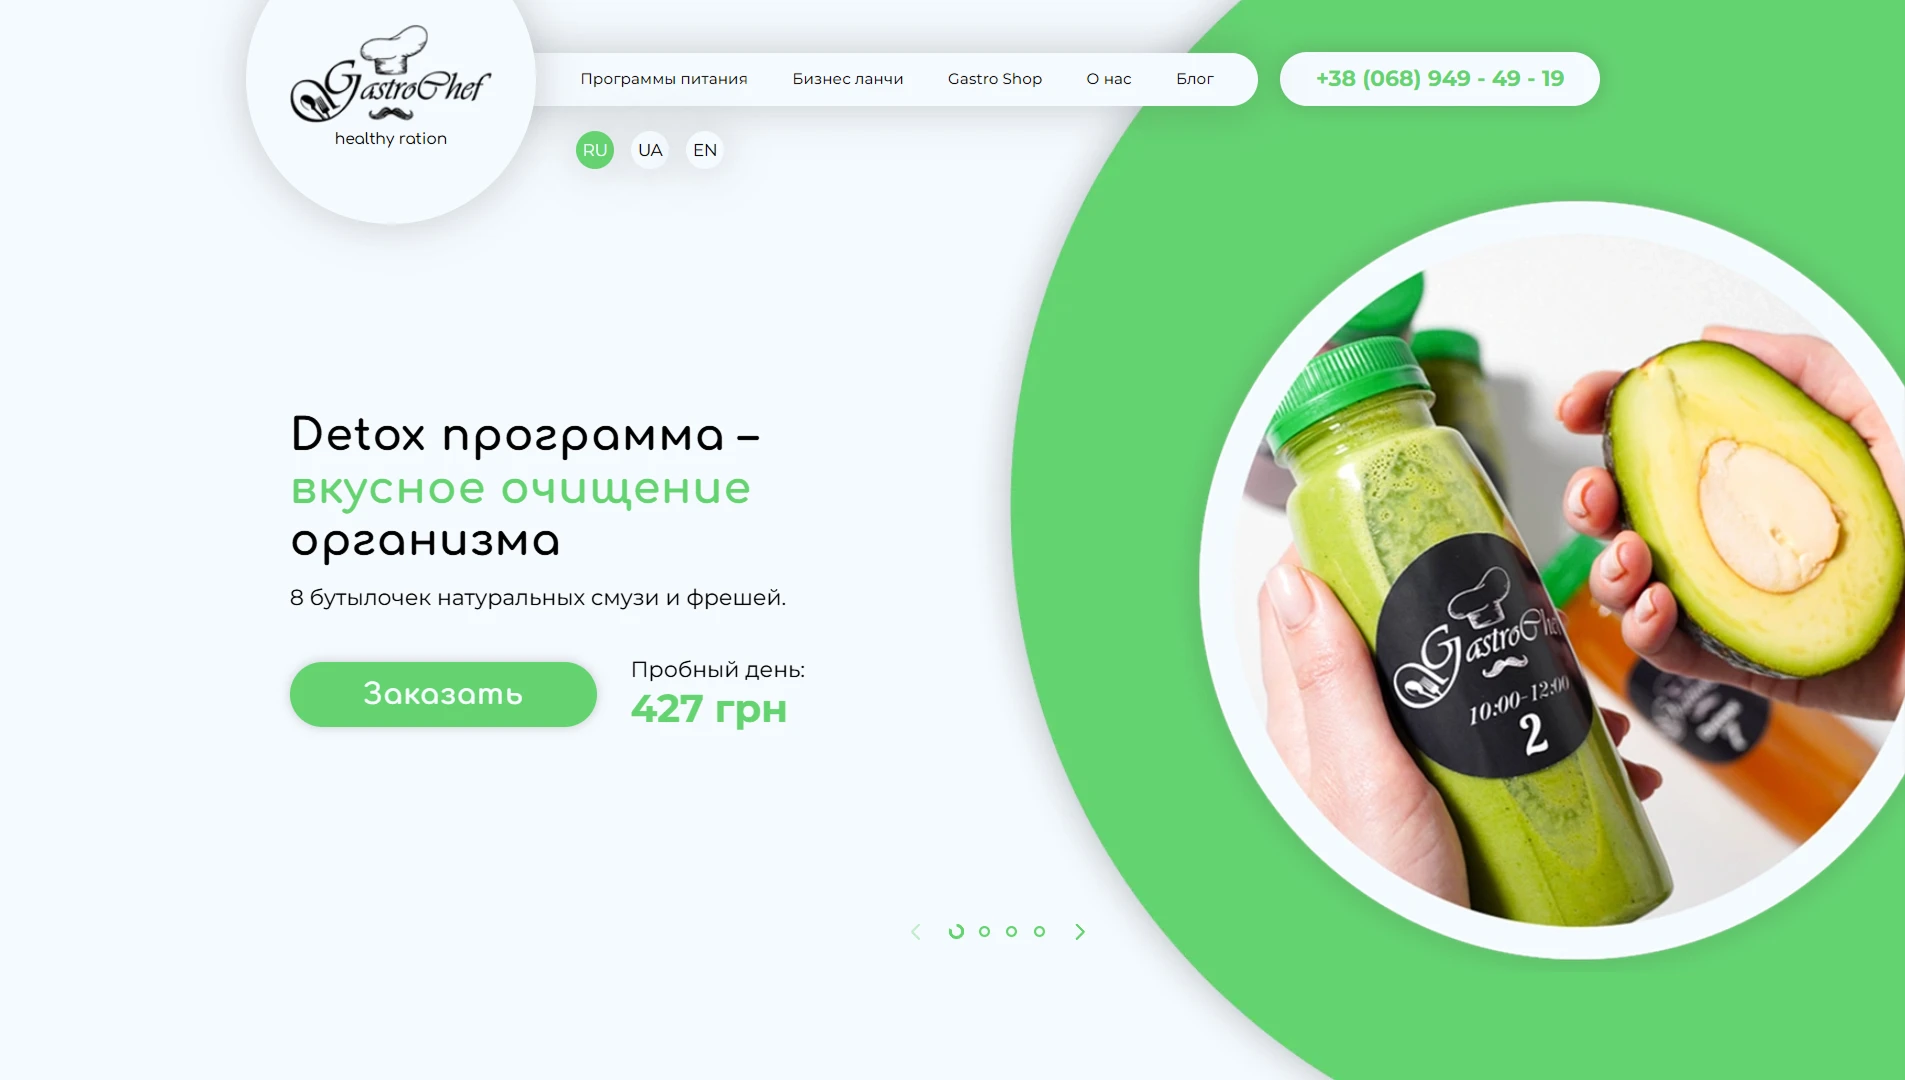 GastroChef
healthy ration
Программы питания
Бизнес ланчи
Gastro Shop
О нас
Блог
+38 (068) 949 - 49 - 19
RU
UA
EN
Detox программа –
вкусное очищение
организма
8 бутылочек натуральных смузи и фрешей.
Заказать
Пробный день:
427 грн
GastroChef
10:00-12:00
2